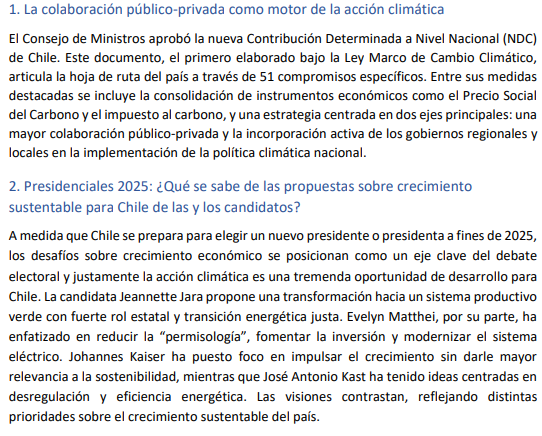 1. La colaboración público-privada como motor de la acción climática
El Consejo de Ministros aprobó la nueva Contribución Determinada a Nivel Nacional (NDC)
de Chile. Este documento, el primero elaborado bajo la Ley Marco de Cambio Climático,
articula la hoja de ruta del país a través de 51 compromisos específicos. Entre sus medidas
destacadas se incluye la consolidación de instrumentos económicos como el Precio Social
del Carbono y el impuesto al carbono, y una estrategia centrada en dos ejes principales: una
mayor colaboración público-privada y la incorporación activa de los gobiernos regionales y
locales en la implementación de la política climática nacional.
2. Presidenciales 2025: ¿Qué se sabe de las propuestas sobre crecimiento
sustentable para Chile de las y los candidatos?
A medida que Chile se prepara para elegir un nuevo presidente o presidenta a fines de 2025,
los desafíos sobre crecimiento económico se posicionan como un eje clave del debate
electoral y justamente la acción climática es una tremenda oportunidad de desarrollo para
Chile. La candidata Jeannette Jara propone una transformación hacia un sistema productivo
verde con fuerte rol estatal y transición energética justa. Evelyn Matthei, por su parte, ha
enfatizado en reducir la “permisología”, fomentar la inversión y modernizar el sistema
eléctrico. Johannes Kaiser ha puesto foco en impulsar el crecimiento sin darle mayor
relevancia a la sostenibilidad, mientras que José Antonio Kast ha tenido ideas centradas en
desregulación y eficiencia energética. Las visiones contrastan, reflejando distintas
prioridades sobre el crecimiento sustentable del país.